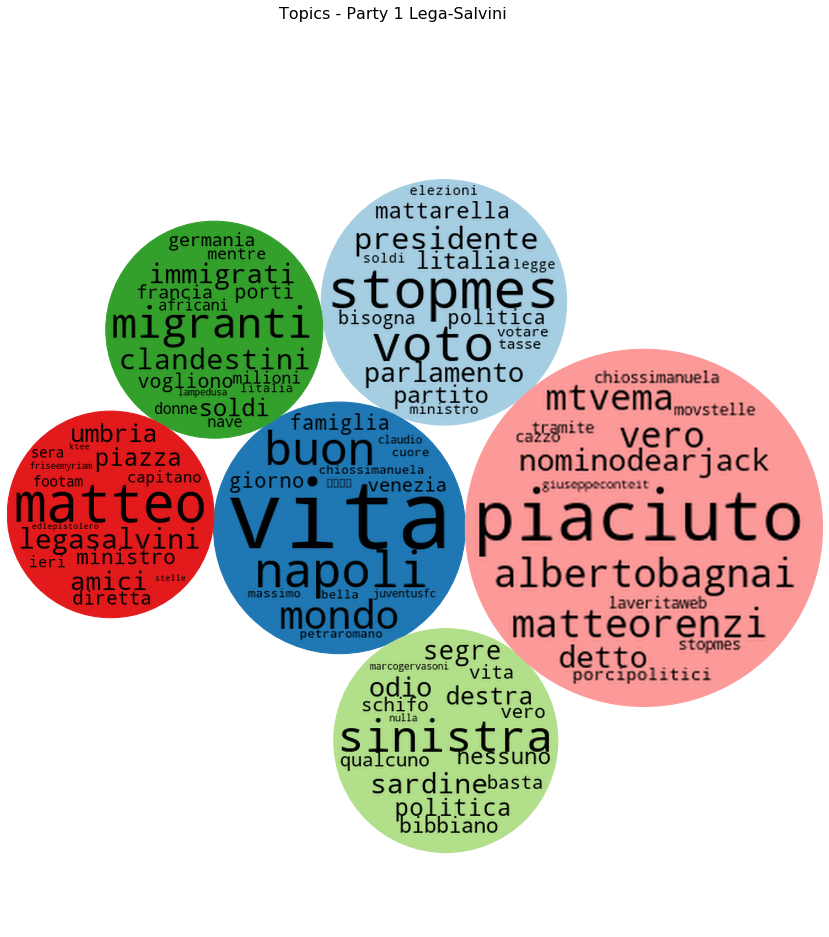 Topics - Party 1 Lega-Salvini
elezioni
mattarella
presidente
soldi litalia legge
stopmes
bisogna politica
votare
voto tasse
parlamento
partito
ministro
germania
mentre
immigrati
francia porti
africani
migranti
clandestini
vogliono milioni
lampedusa litalia
donne soldi
nave
chiossimanuela
mtvema movstelle
tramite
cazzo vero
nominodearjack
giuseppeconteit
piaciuto
albertobagnai
laveritaweb
matteorenzi
stopmes
detto
porcipolitici
famiglia
buon claudio
cuore
chiossimanuela
giorno venezia
vita
napoli
massimo bella juventusfc
mondo
petraromano
umbria
ktee
sera piazza
friseemyriam
footam capitano
matteo
edlepistolero
legasalvini
ieri ministro
amici stelle
diretta
segre
marcogervasoni
vita
odio destra
schifo vero
nulla
sinistra
qualcuno nessuno
sardine basta
politica
bibbiano